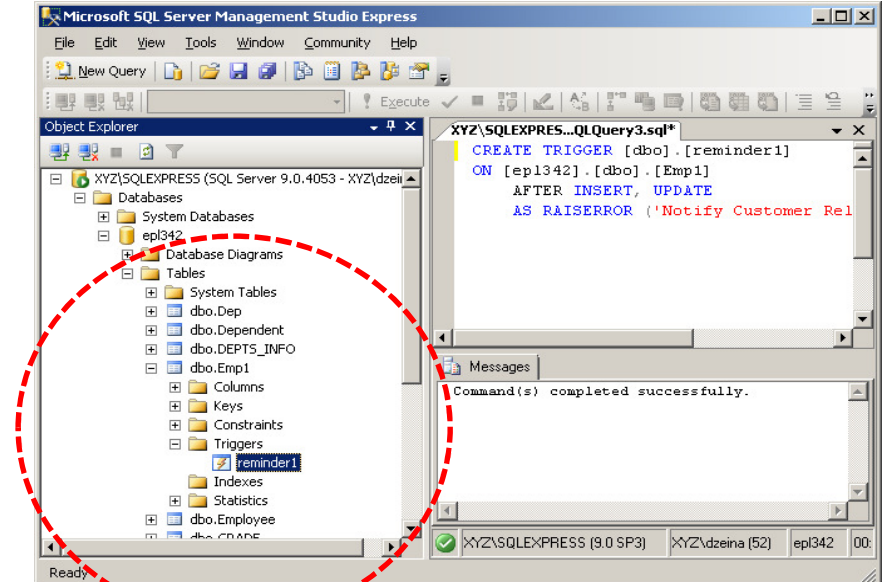 Microsoft SQL Server Management Studio Express
File Edit View Tools Window Community Help
New Query
Execute
Object Explorer
XYZ\SQLEXPRESS (SQL Server 9.0.4053 - XYZ\dzein
Databases
System Databases
epl342
Database Diagrams
Tables
System Tables
dbo.Dep
dbo.Dependent
dbo.DEPTS_INFO
dbo.Emp1
Columns
Keys
Constraints
Triggers
reminder1
Indexes
Statistics
dbo.Employee
dbo.GRADE
XYZ\SQLEXPRES...QLQuery3.sql*
CREATE TRIGGER [dbo].[reminder1]
ON [epl342].[dbo].[Emp1]
AFTER INSERT, UPDATE
AS RAISERROR ('Notify Customer Rel
Messages
Command(s) completed successfully.
XYZ\SQLEXPRESS (9.0 SP3) XYZ\dzeina (52) epl342 00:
Ready